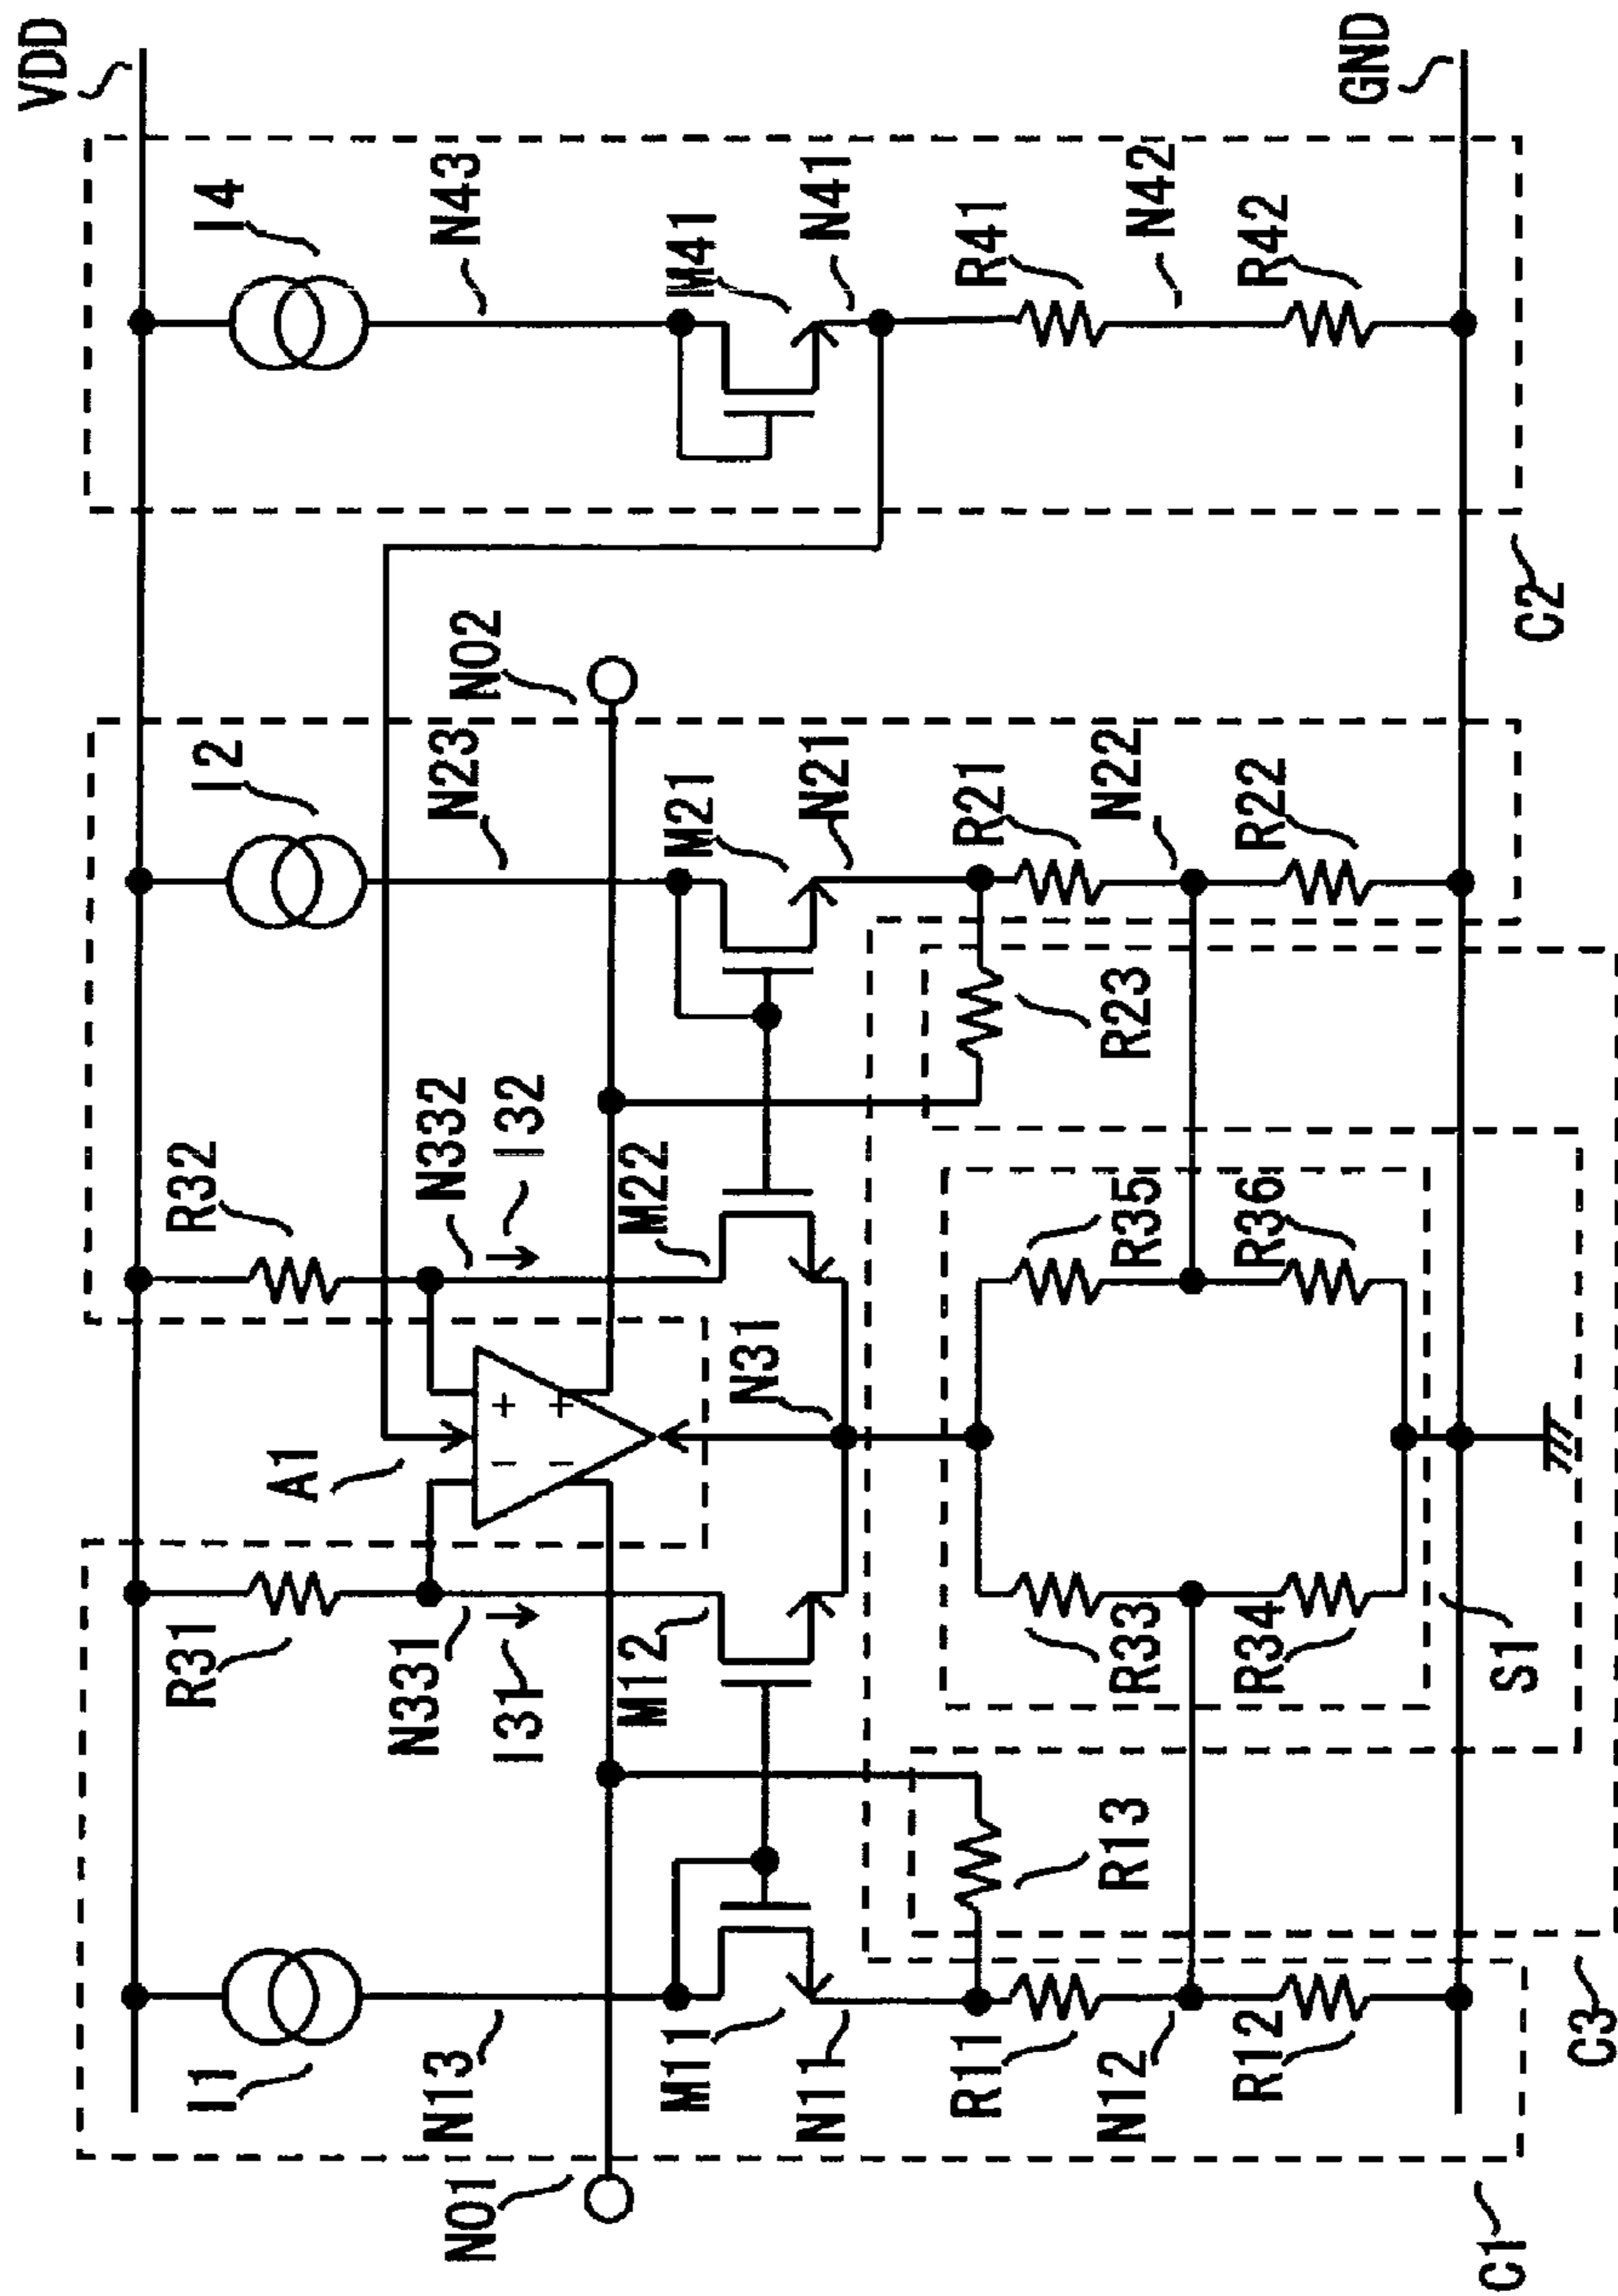 VDD
GND
I4
N43
M41
N41
R41
N42
R42
C2
NO2
I2
N23
M21
N21
R21
N22
R22
R23
R32
N332
I32
M22
R35
R36
A1
+
+
-
-
N31
R31
N331
I31
M12
R33
R34
S1
R13
I1
N13
M11
N11
R11
N12
R12
C3
NO1
C1